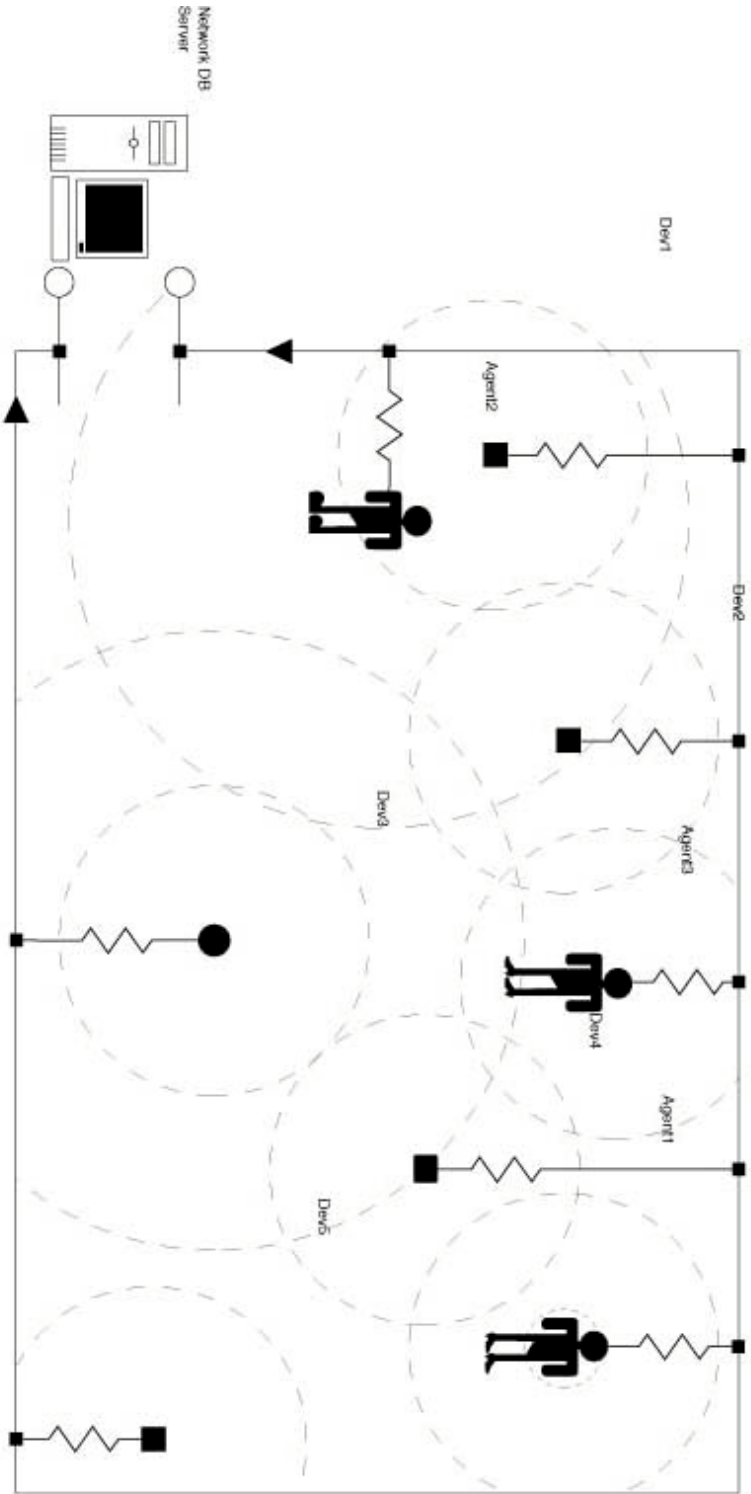 Network DB
Server
Dev1
Agent2
Dev2
Dev3
Agent3
Dev4
Agent1
Dev5